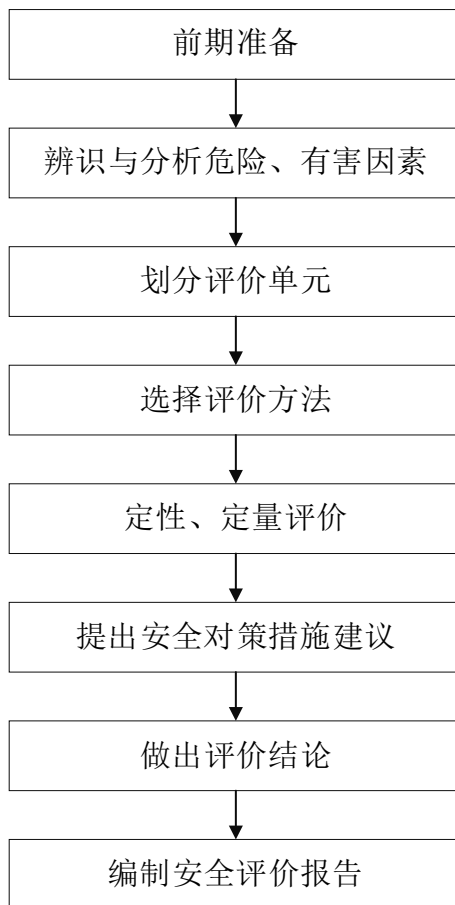 前期准备
辨识与分析危险、有害因素
划分评价单元
选择评价方法
定性、定量评价
提出安全对策措施建议
做出评价结论
编制安全评价报告